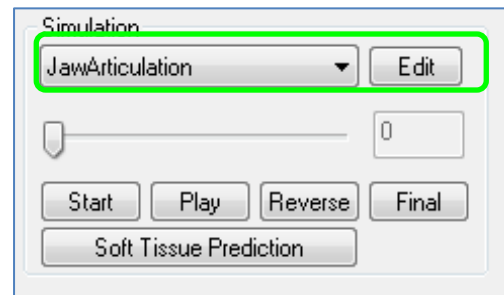 Simulation
JawArticulation Edit
0
Start Play Reverse Final
Soft Tissue Prediction